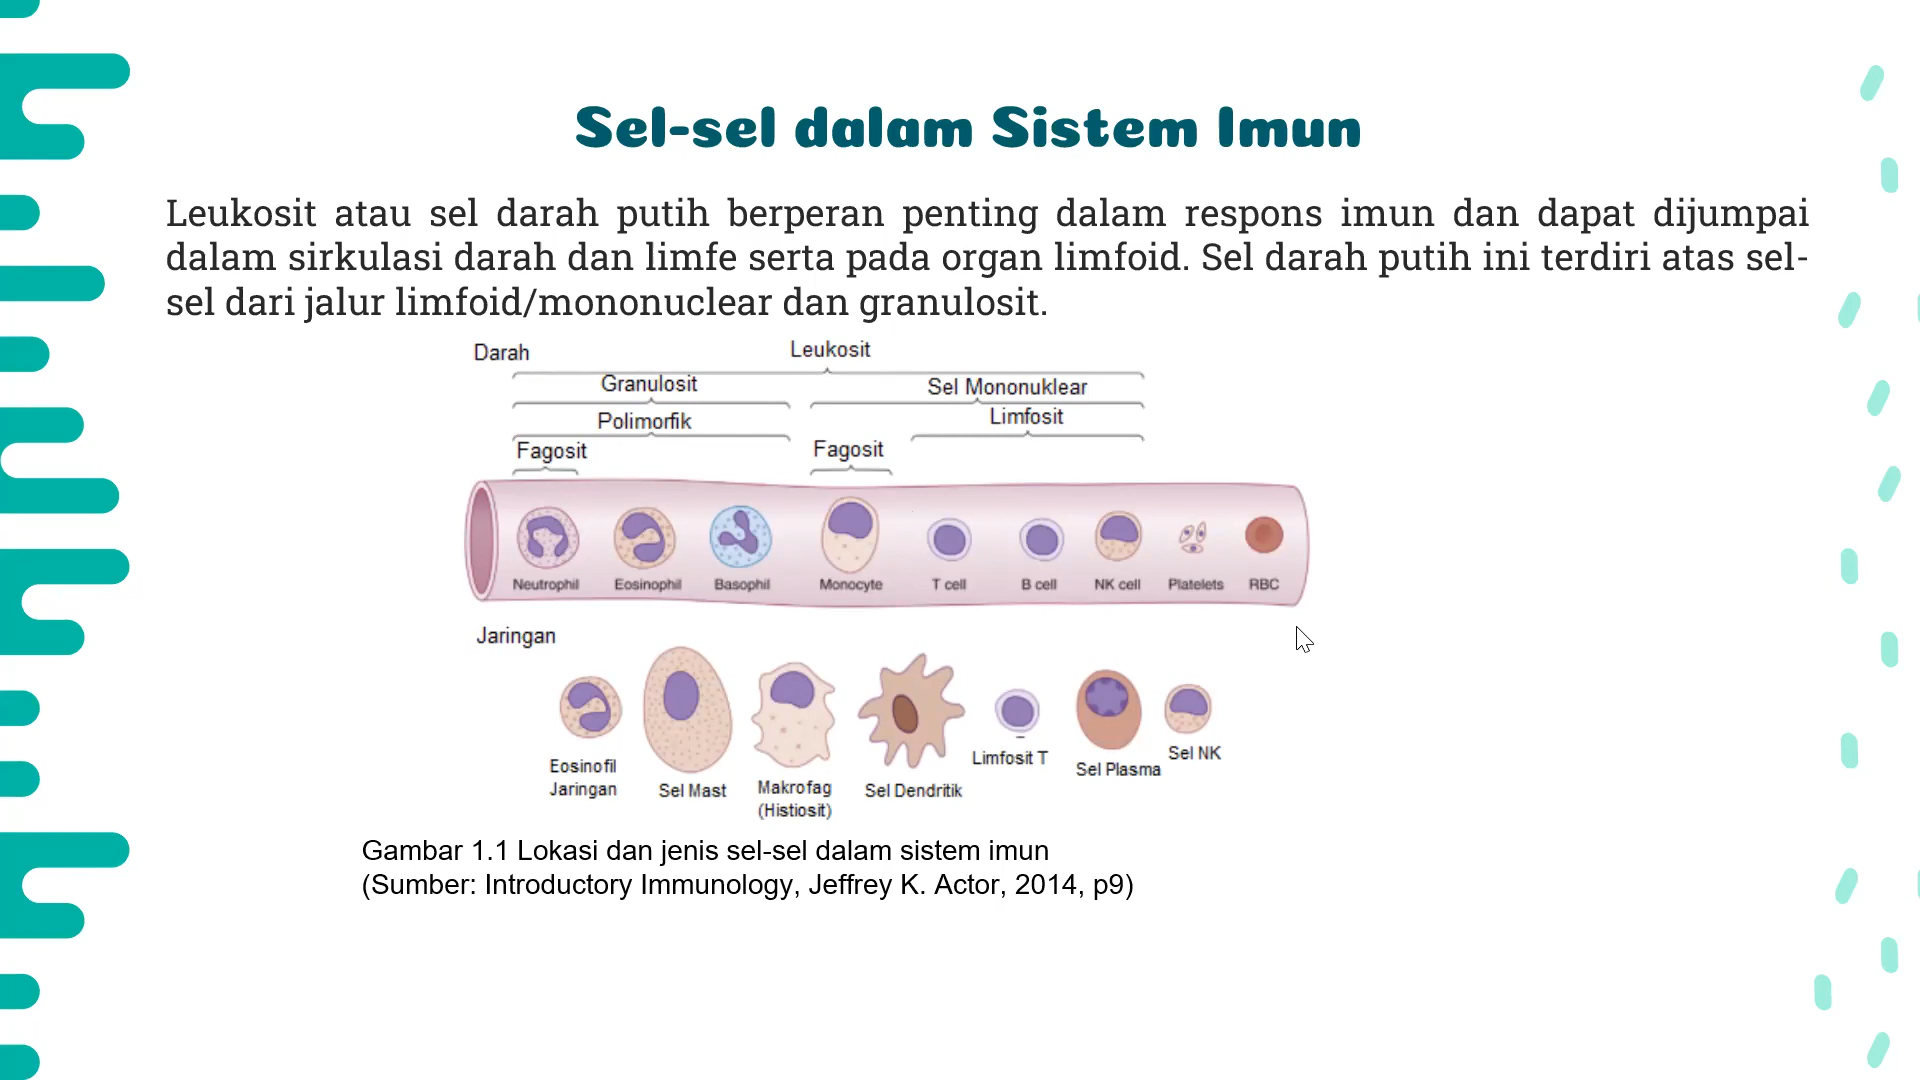 Sel-sel dalam Sistem Imun
Leukosit atau sel darah putih berperan penting dalam respons imun dan dapat dijumpai
dalam sirkulasi darah dan limfe serta pada organ limfoid. Sel darah putih ini terdiri atas sel-
sel dari jalur limfoid/mononuclear dan granulosit.
Darah
Leukosit
Granulosit
Sel Mononuklear
Polimorfik
Limfosit
Fagosit
Fagosit
Neutrophil
Eosinophil
Basophil
Monocyte
T cell
B cell
NK cell
Platelets
RBC
Jaringan
Eosinofil
Jaringan
Sel Mast
Makrofag
(Histiosit)
Sel Dendritik
Limfosit T
Sel Plasma
Sel NK
Gambar 1.1 Lokasi dan jenis sel-sel dalam sistem imun
(Sumber: Introductory Immunology, Jeffrey K. Actor, 2014, p9)